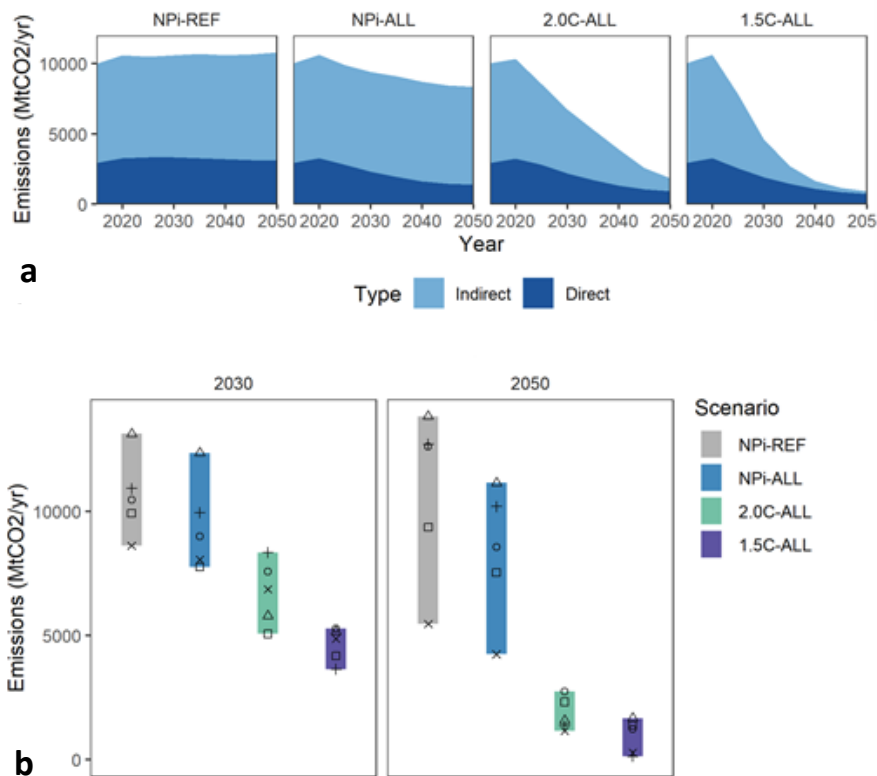 NPi-REF NPi-ALL 2.0C-ALL 1.5C-ALL
Emissions (MtCO2/yr)
10000
5000
0
2020 2030 2040 2050 2020 2030 2040 2050 2020 2030 2040 2050 2020 2030 2040 205
Year
a
Type Indirect Direct
2030 2050
Emissions (MtCO2/yr)
10000
5000
0
Scenario
NPi-REF
NPi-ALL
2.0C-ALL
1.5C-ALL
b